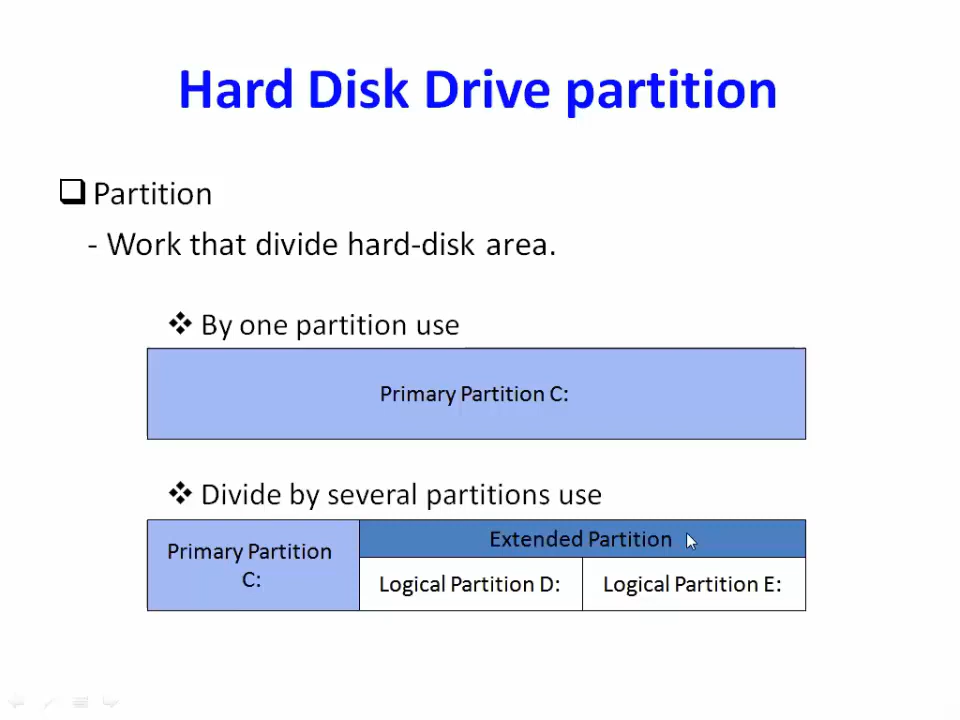 Hard Disk Drive partition
Partition
- Work that divide hard-disk area.
By one partition use
Primary Partition C:
Divide by several partitions use
Extended Partition
Primary Partition
C:
Logical Partition D:
Logical Partition E: